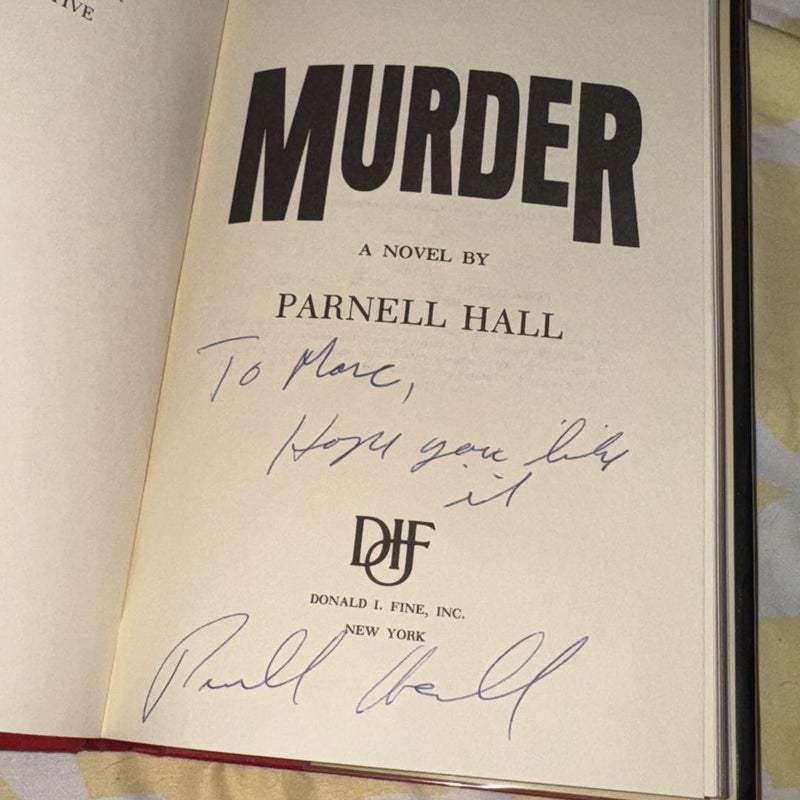 TIVE
MURDER
A NOVEL BY
PARNELL HALL
To Marc,
Hope you like
it
DIF
DONALD I. FINE, INC.
NEW YORK
Parnell Hall